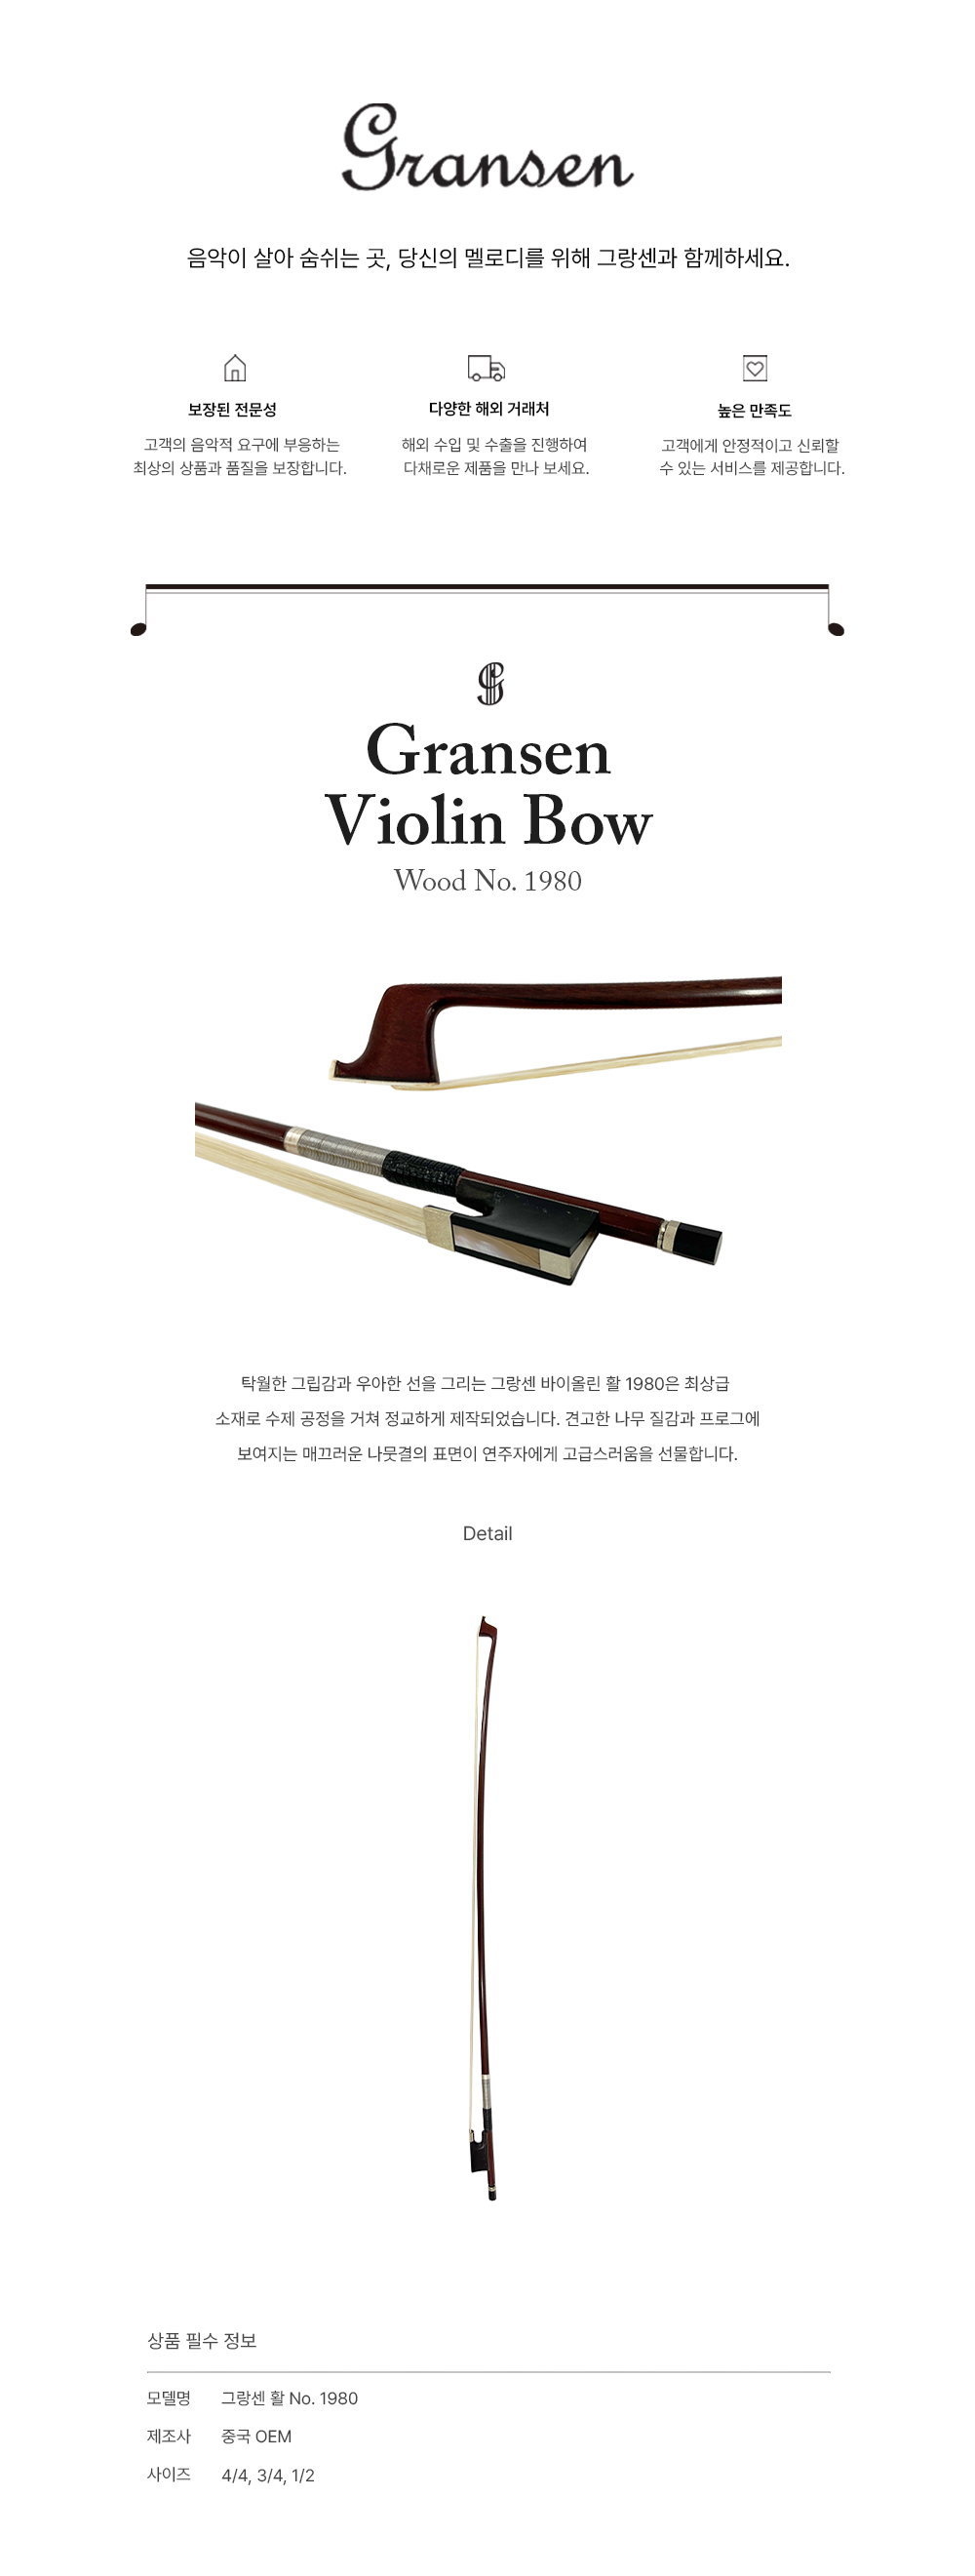 Gransen
음악이 살아 숨쉬는 곳, 당신의 멜로디를 위해 그랑센과 함께하세요.
보장된 전문성
고객의 음악적 요구에 부응하는
최상의 상품과 품질을 보장합니다.
다양한 해외 거래처
해외 수입 및 수출을 진행하여
다채로운 제품을 만나 보세요.
높은 만족도
고객에게 안정적이고 신뢰할
수 있는 서비스를 제공합니다.
Gransen
Violin Bow
Wood No. 1980
탁월한 그립감과 우아한 선을 그리는 그랑센 바이올린 활 1980은 최상급
소재로 수제 공정을 거쳐 정교하게 제작되었습니다. 견고한 나무 질감과 프로그에
보여지는 매끄러운 나뭇결의 표면이 연주자에게 고급스러움을 선물합니다.
Detail
상품 필수 정보
모델명 그랑센 활 No. 1980
제조사 중국 OEM
사이즈 4/4, 3/4, 1/2